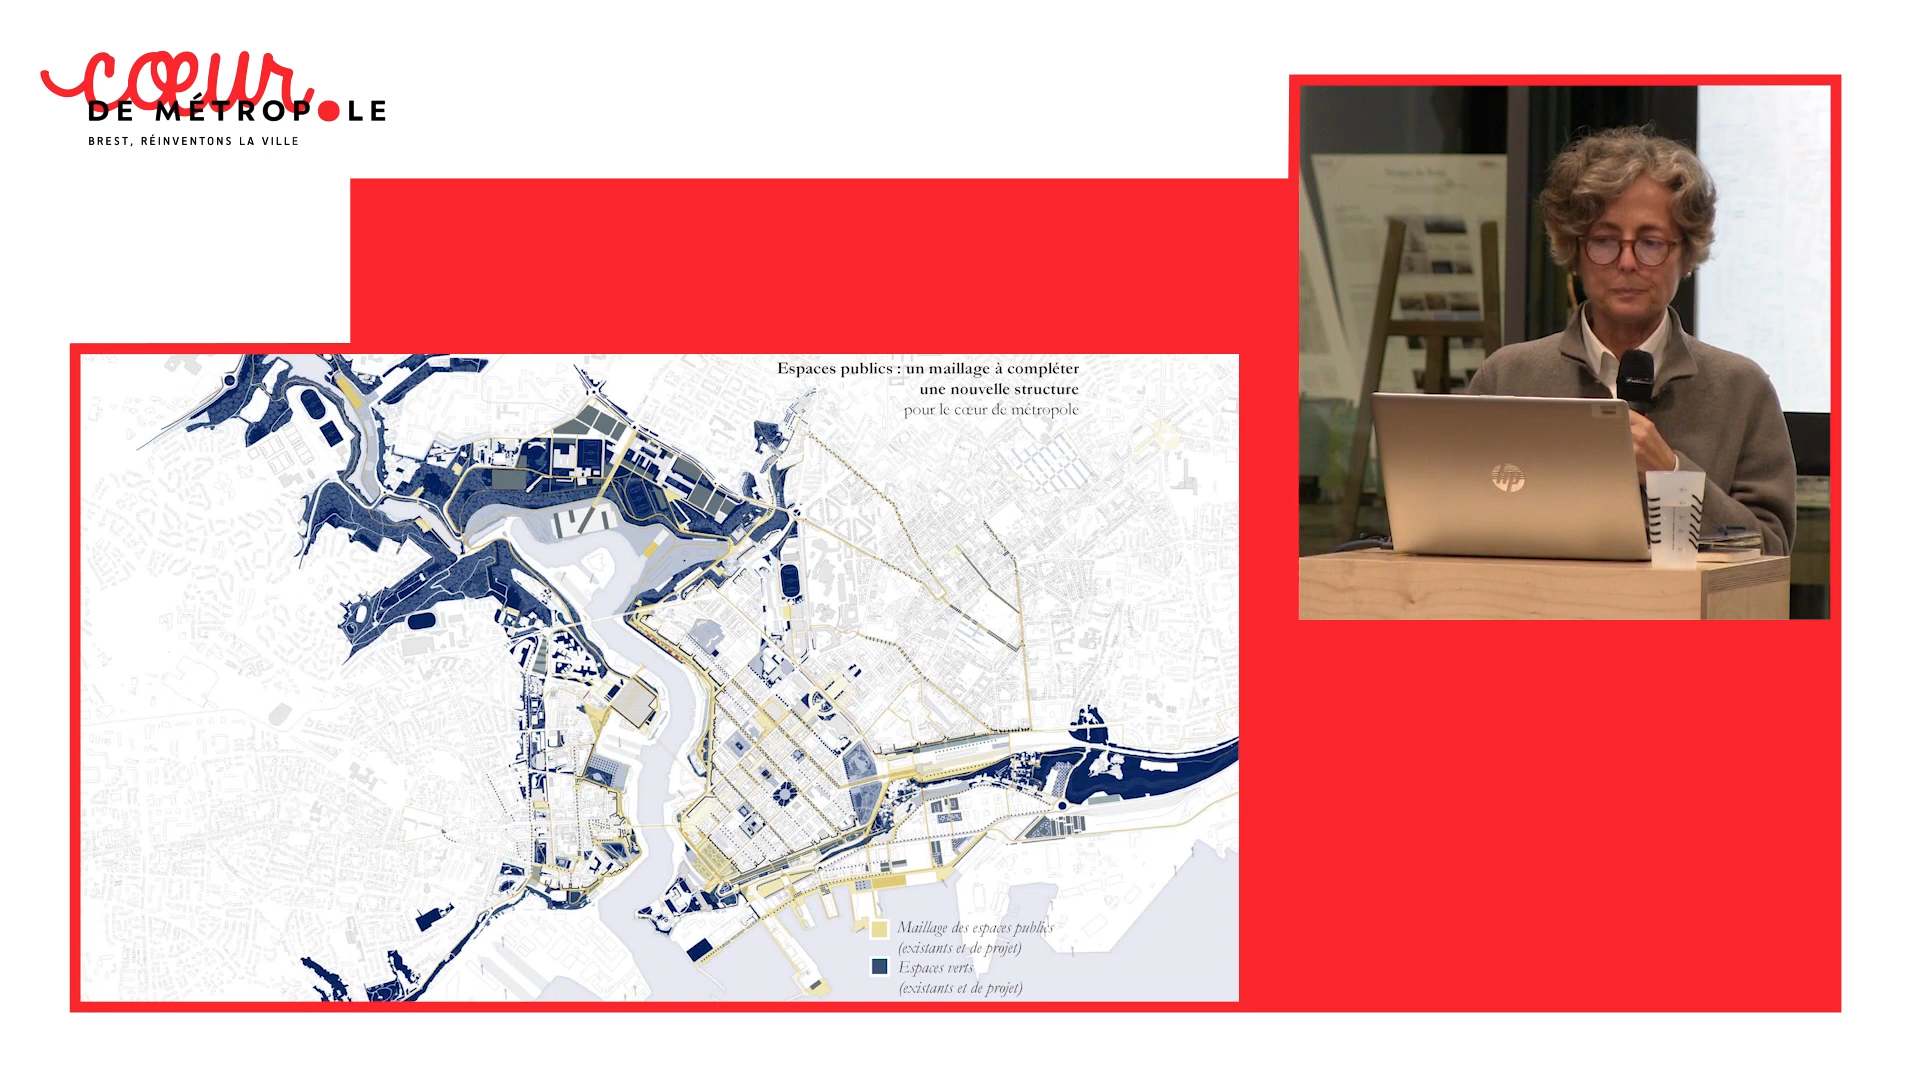 cœur
DE MÉTROPOLE
BREST, RÉINVENTONS LA VILLE
Espaces publics : un maillage à compléter
une nouvelle structure
pour le cœur de métropole
Maillage des espaces publics
(existants et de projet)
Espaces verts
(existants et de projet)
hp